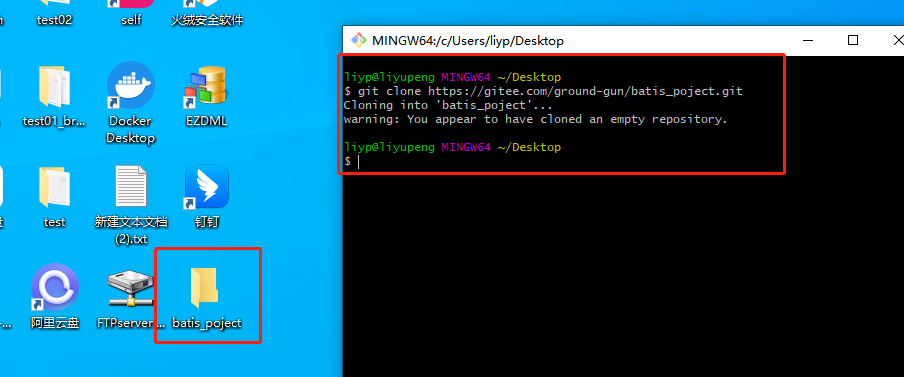 test02
self
火绒安全软件
test01_br...
Docker
Desktop
EZDML
test
新建文本文档
(2).txt
钉钉
阿里云盘
FTPserver...
batis_poject
MINGW64:/c/Users/liyp/Desktop
liyp@liyupeng MINGW64 ~/Desktop
$ git clone https://gitee.com/ground-gun/batis_poject.git
Cloning into 'batis_poject'...
warning: You appear to have cloned an empty repository.
liyp@liyupeng MINGW64 ~/Desktop
$